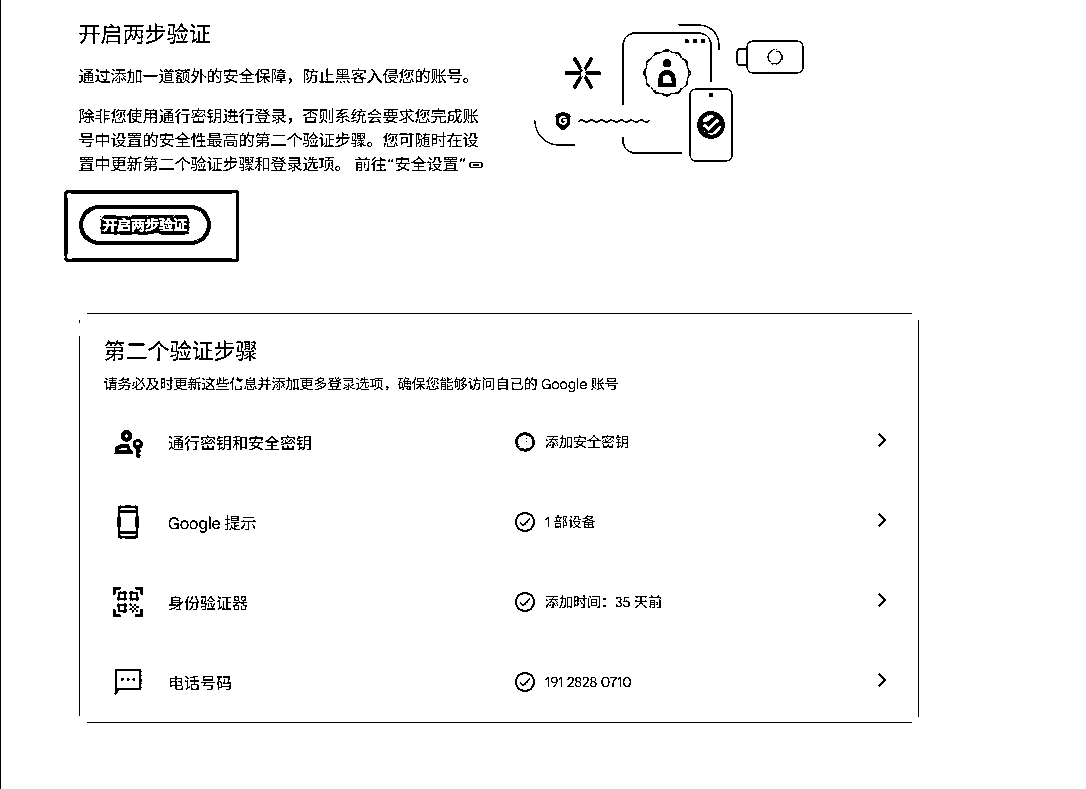 开启两步验证
通过添加一道额外的安全保障，防止黑客入侵您的账号。
除非您使用通行密钥进行登录，否则系统会要求您完成账
号中设置的安全性最高的第二个验证步骤。您可随时在设
置中更新第二个验证步骤和登录选项。 前往“安全设置”
开启两步验证
第二个验证步骤
请务必及时更新这些信息并添加更多登录选项，确保您能够访问自己的 Google 账号
通行密钥和安全密钥
添加安全密钥
Google 提示
1 部设备
身份验证器
添加时间：35 天前
电话号码
191 2828 0710